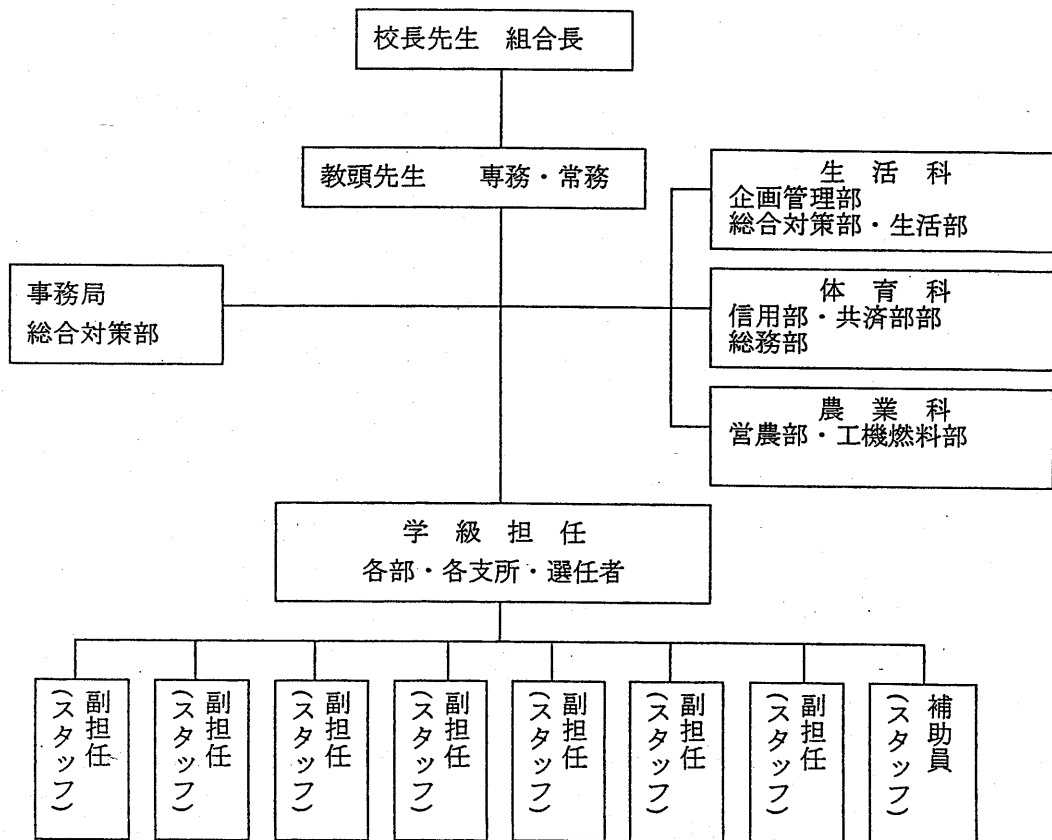 校長先生　組合長
教頭先生　専務・常務
生活科
企画管理部
総合対策部・生活部
事務局
総合対策部
体育科
信用部・共済部部
総務部
農業科
営農部・工機燃料部
学級担任
各部・各支所・選任者
副担任
(スタッフ)
副担任
(スタッフ)
副担任
(スタッフ)
副担任
(スタッフ)
副担任
(スタッフ)
副担任
(スタッフ)
副担任
(スタッフ)
補助員
(スタッフ)